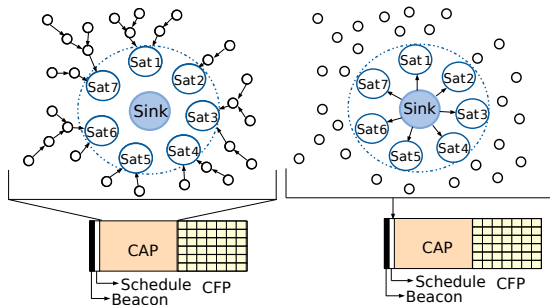 Sat1
Sat2
Sat7
Sink
Sat3
Sat6
Sat4
Sat5
CAP
Schedule
CFP
Beacon
Sat1
Sat2
Sat7
Sink
Sat3
Sat6
Sat4
Sat5
CAP
Schedule
CFP
Beacon